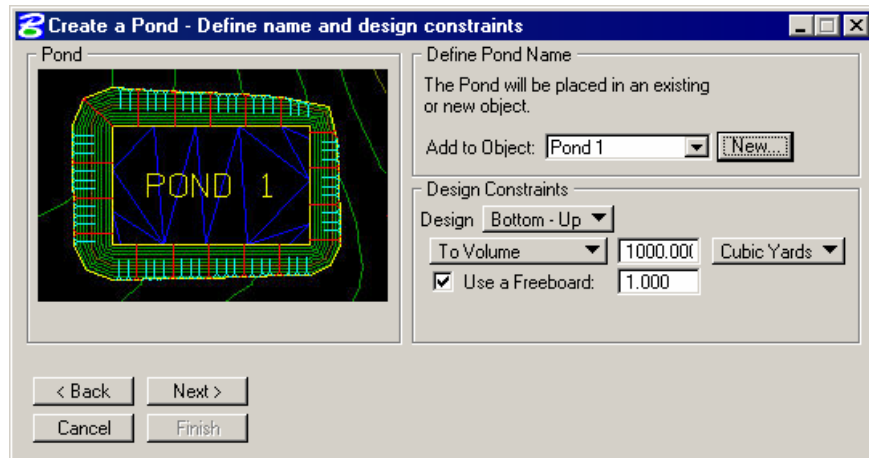 Create a Pond - Define name and design constraints
Pond
POND 1
Define Pond Name
The Pond will be placed in an existing
or new object.
Add to Object: Pond 1 New...
Design Constraints
Design Bottom - Up
To Volume 1000.000 Cubic Yards
Use a Freeboard: 1.000
< Back Next >
Cancel Finish